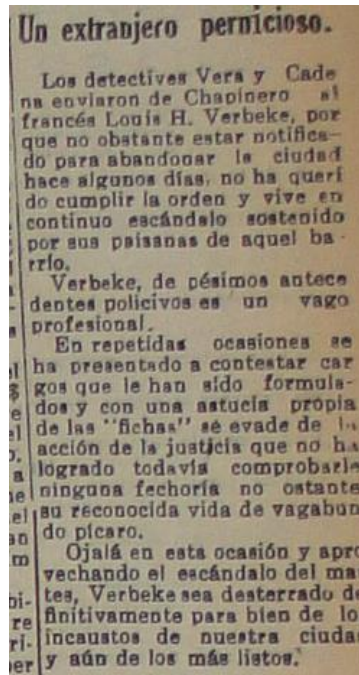 Un extranjero pernicioso.
Los detectives Vera y Cade
na enviaron de Chapinero al
francés Louis H. Verbeke, por
que no obstante estar notifica-
do para abandonar la ciudad
hace algunos días, no ha queri
do cumplir la orden y vive en
continuo escándalo sostenido
por sus paisanas de aquel ba-
rrío.
Verbeke, de pésimos antece
dentes policivos es un vago
profesional.
En repetidas ocasiones se
ha presentado a contestar car
gos que le han sido formula-
dos y con una astucia propia
de las "fichas" se evade de la
acción de la justicia que no ha
logrado todavía comprobarle
ninguna fechoría no ostante
su reconocida vida de vagabun
do pícaro.
Ojalá en esta ocasión y apro
vechando el escándalo del mar
tes, Verbeke sea desterrado de
finitivamente para bien de lo
incautos de nuestra ciuda
y aún de los más listos.